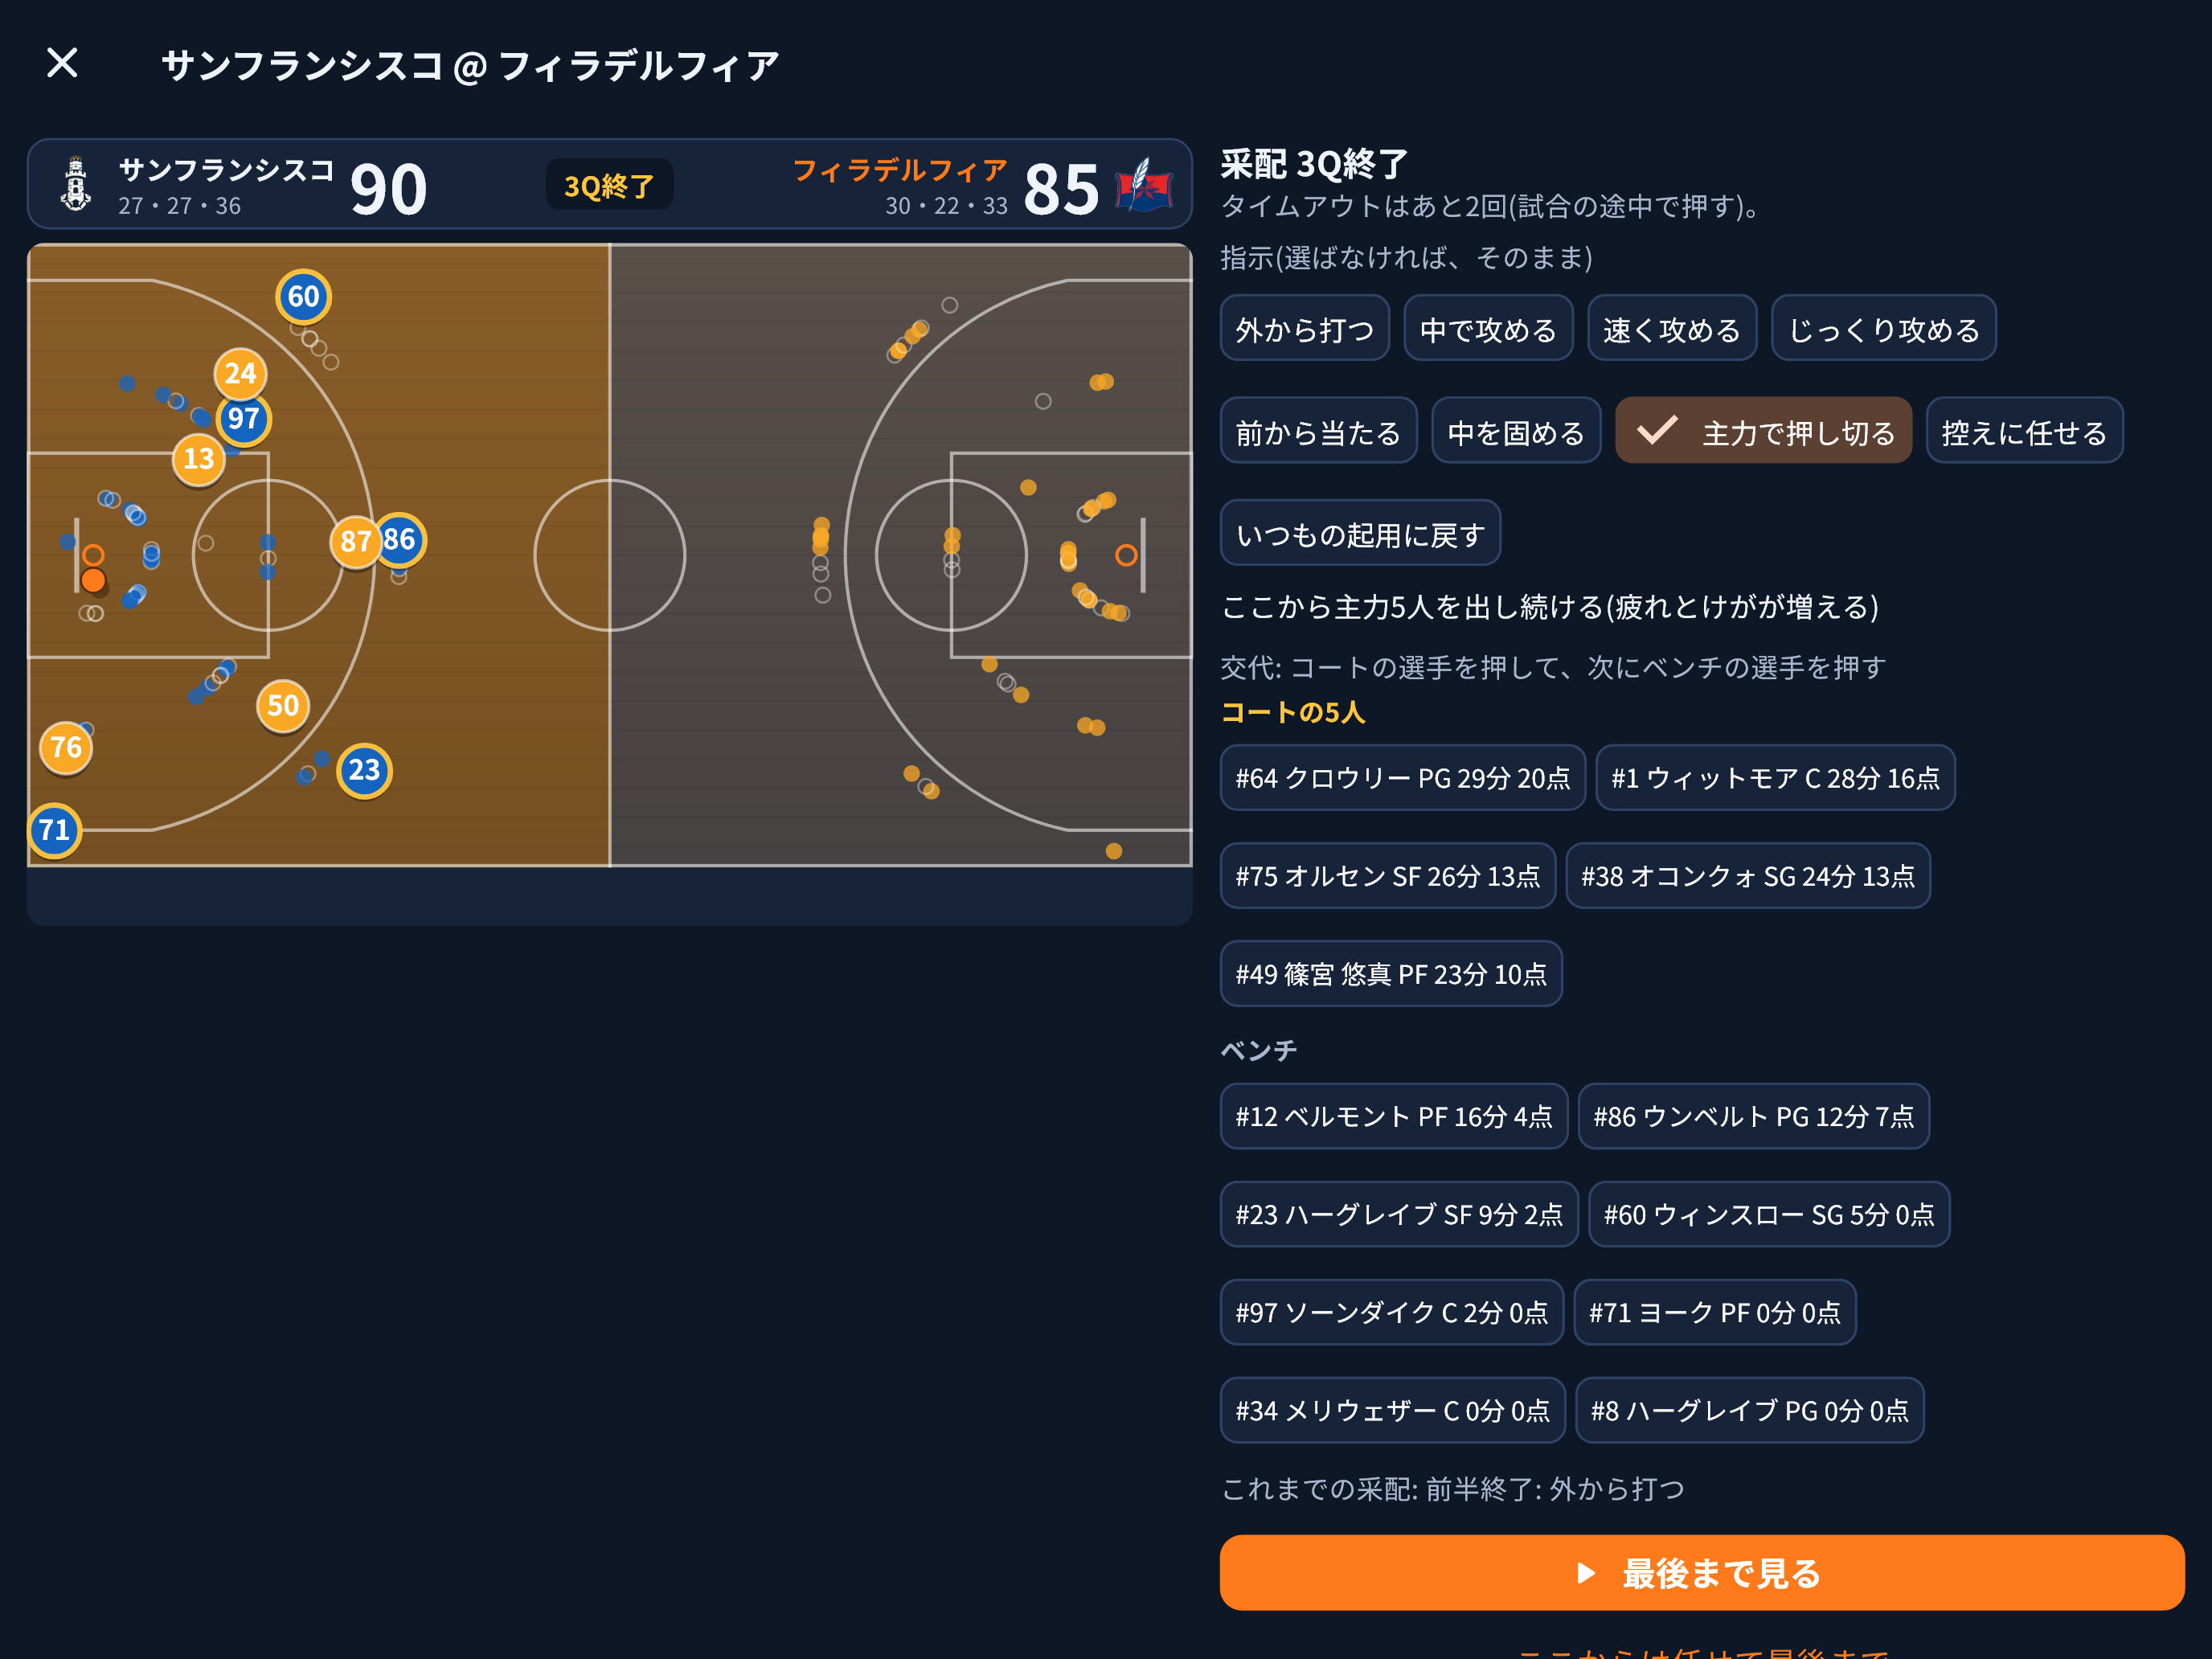 サンフランシスコ @ フィラデルフィア
サンフランシスコ
27・27・36
90
3Q終了
フィラデルフィア
30・22・33
85
60
24
97
13
87
86
50
76
23
71
采配 3Q終了
タイムアウトはあと2回(試合の途中で押す)。
指示(選ばなければ、そのまま)
外から打つ
中で攻める
速く攻める
じっくり攻める
前から当たる
中を固める
主力で押し切る
控えに任せる
いつもの起用に戻す
ここから主力5人を出し続ける(疲れとけがが増える)
交代: コートの選手を押して、次にベンチの選手を押す
コートの5人
#64 クロウリー PG 29分 20点
#1 ウィットモア C 28分 16点
#75 オルセン SF 26分 13点
#38 オコンクォ SG 24分 13点
#49 篠宮 悠真 PF 23分 10点
ベンチ
#12 ベルモント PF 16分 4点
#86 ウンベルト PG 12分 7点
#23 ハーグレイブ SF 9分 2点
#60 ウィンスロー SG 5分 0点
#97 ソーンダイク C 2分 0点
#71 ヨーク PF 0分 0点
#34 メリウェザー C 0分 0点
#8 ハーグレイブ PG 0分 0点
これまでの采配: 前半終了: 外から打つ
最後まで見る
ここからは任せて最後まで